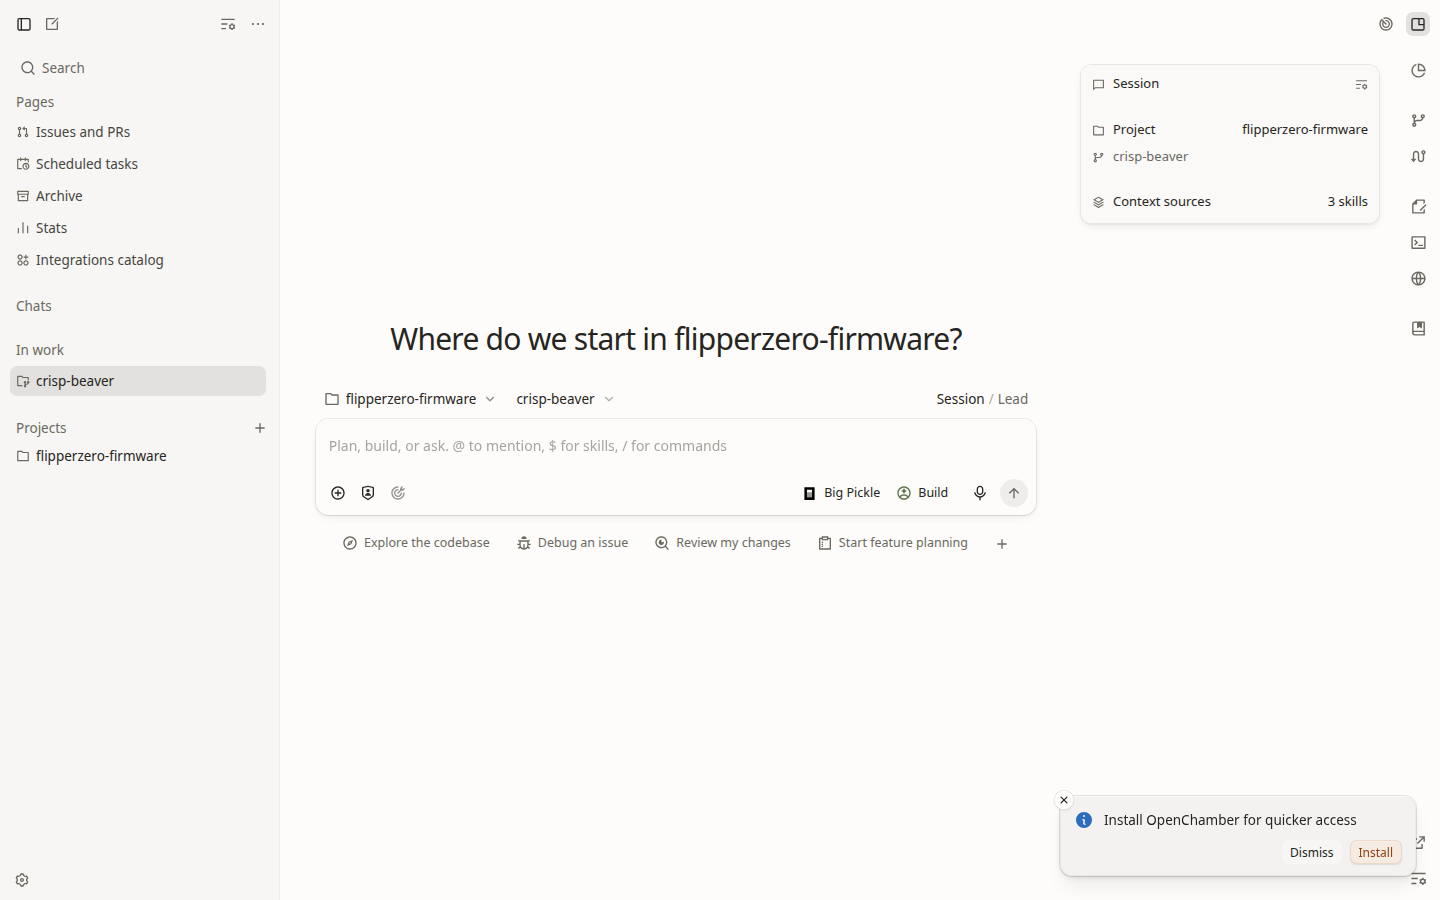 Search
Pages
Issues and PRs
Scheduled tasks
Archive
Stats
Integrations catalog
Chats
In work
crisp-beaver
Projects
flipperzero-firmware
Session
Project flipperzero-firmware
crisp-beaver
Context sources 3 skills
Where do we start in flipperzero-firmware?
flipperzero-firmware crisp-beaver Session / Lead
Plan, build, or ask. @ to mention, $ for skills, / for commands
Big Pickle Build
Explore the codebase Debug an issue Review my changes Start feature planning
Install OpenChamber for quicker access
Dismiss Install